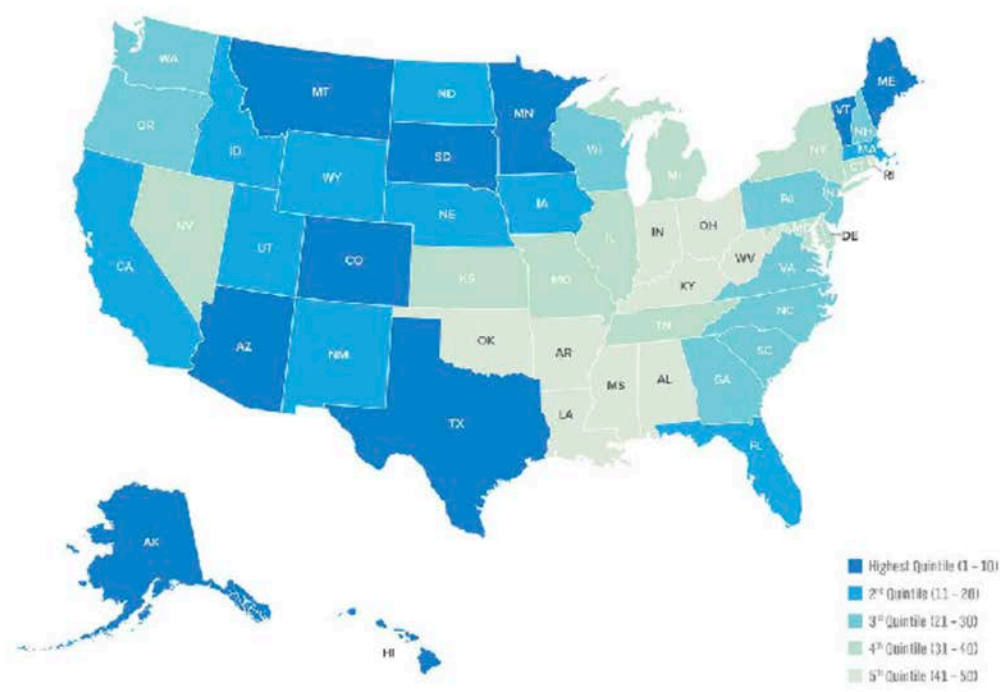 WA
MT
ND
MN
ME
VT
NH
OR
ID
SD
WI
NY
MA
CT
RI
WY
MI
IA
NE
PA
NJ
NV
UT
CO
IL
IN
OH
MD
DE
WV
CA
KS
MO
KY
VA
AZ
NM
OK
AR
TN
NC
SC
MS
AL
GA
LA
TX
FL
AK
HI
Highest Quintile (1 – 10)
2nd Quintile (11 – 20)
3rd Quintile (21 – 30)
4th Quintile (31 – 40)
5th Quintile (41 – 50)